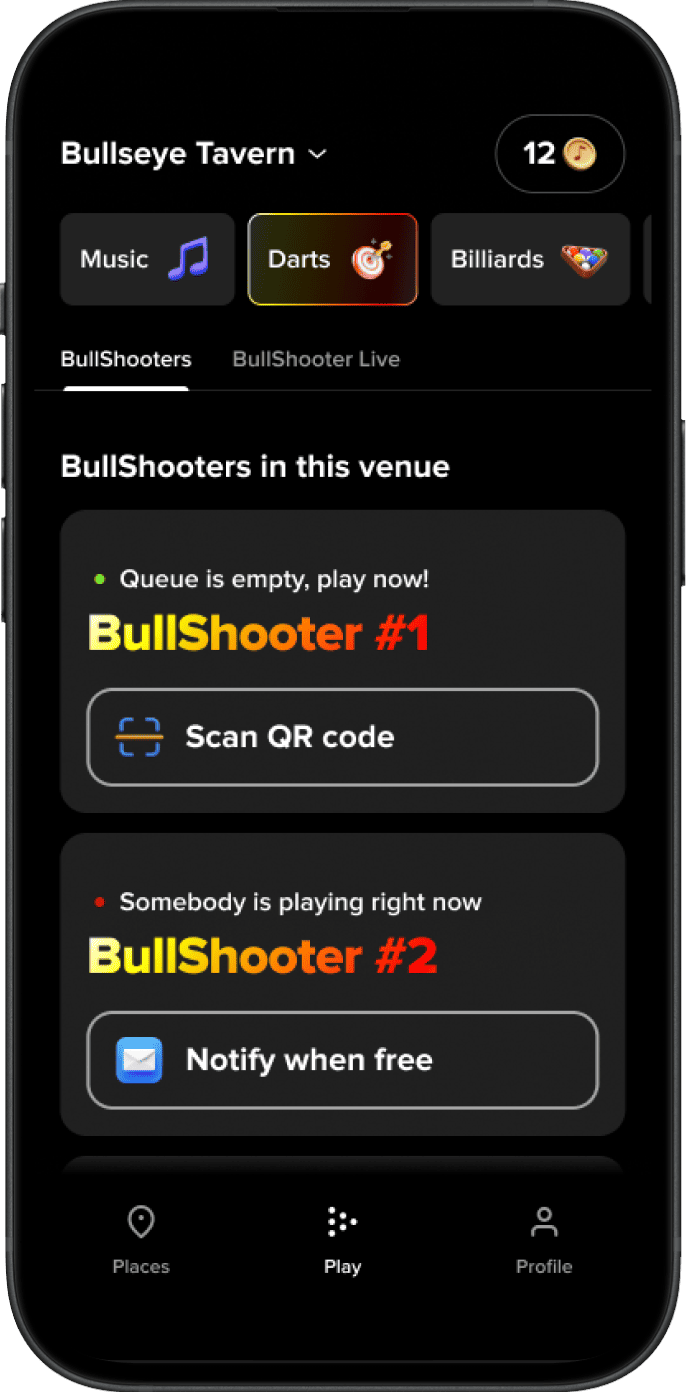 Bullseye Tavern
12
Music
Darts
Billiards
BullShooters
BullShooter Live
BullShooters in this venue
Queue is empty, play now!
BullShooter #1
Scan QR code
Somebody is playing right now
BullShooter #2
Notify when free
Places
Play
Profile